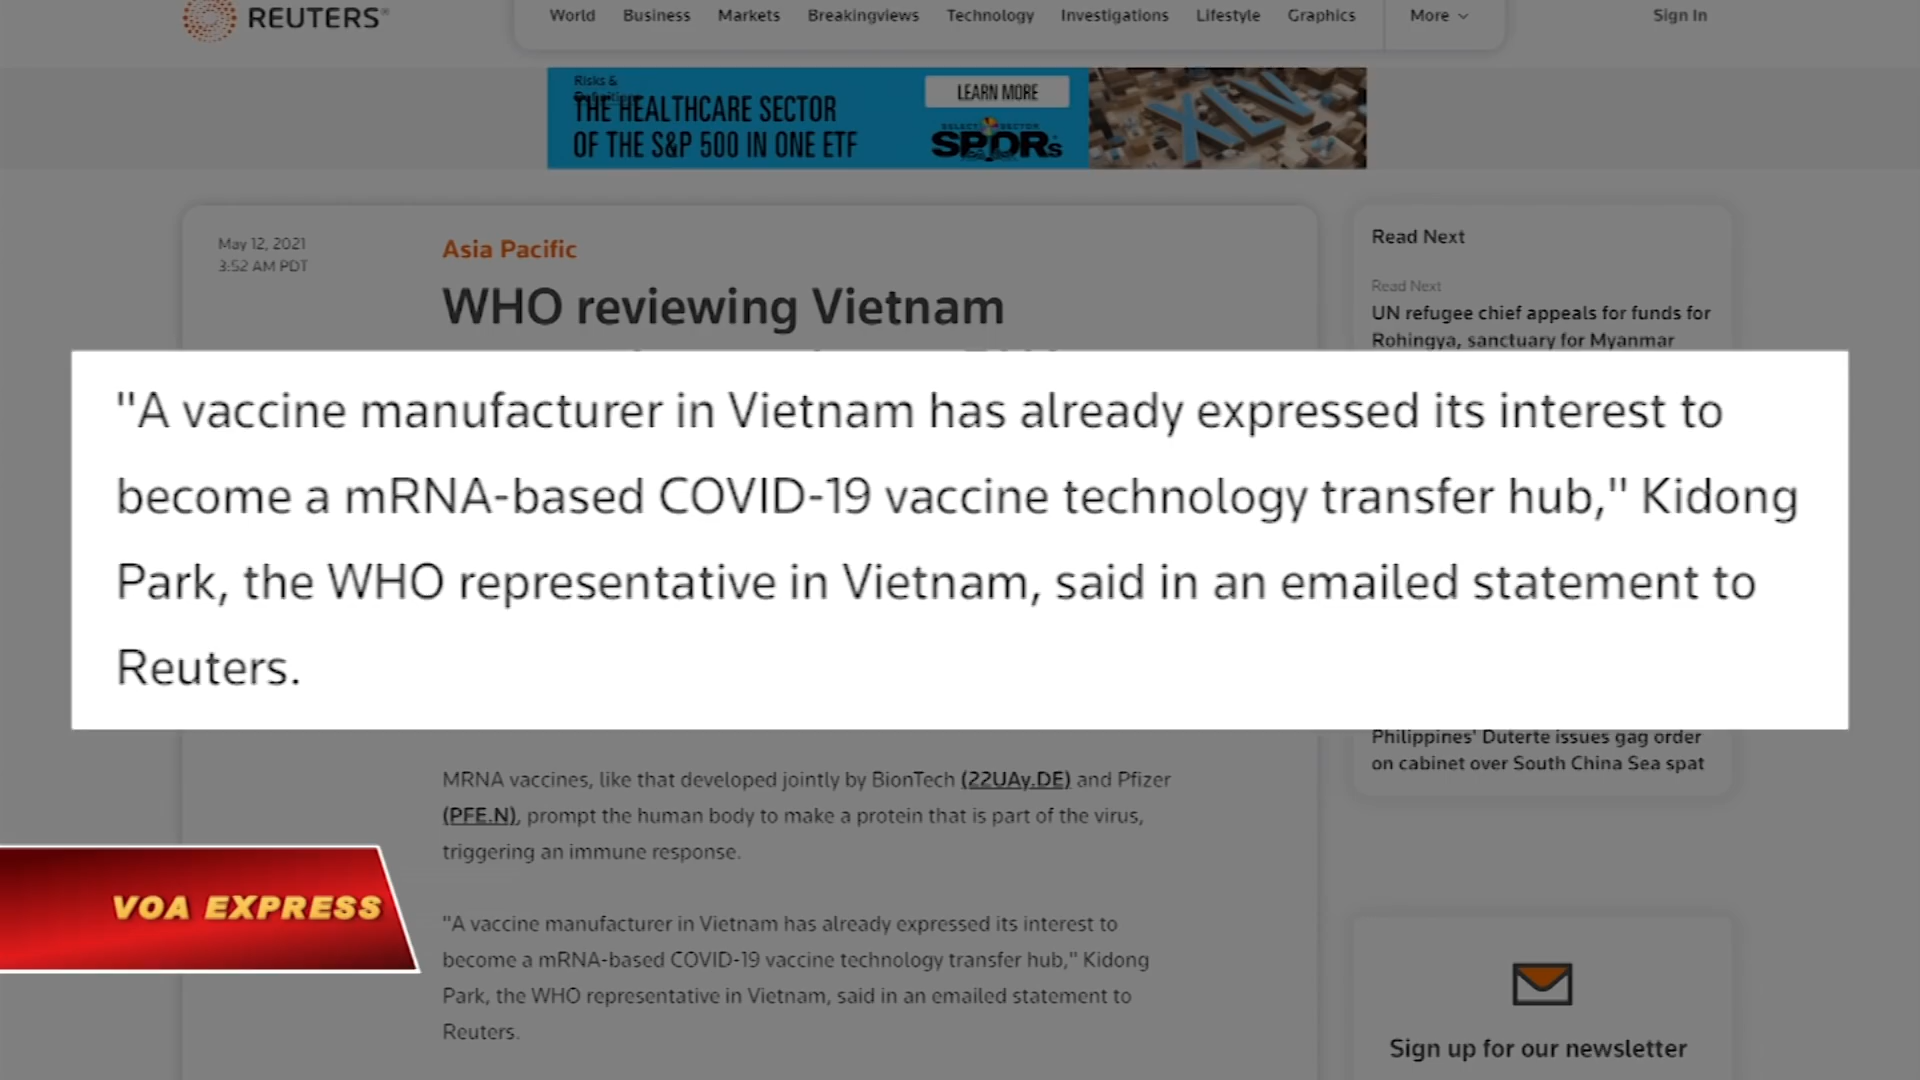 REUTERS
World Business Markets Breakingviews Technology Investigations Lifestyle Graphics More Sign In
Risks &
THE HEALTHCARE SECTOR
OF THE S&P 500 IN ONE ETF
LEARN MORE
SELECT SECTOR
SPDRs
XLV
May 12, 2021
3:52 AM PDT
Asia Pacific
WHO reviewing Vietnam
Read Next
Read Next
UN refugee chief appeals for funds for
Rohingya, sanctuary for Myanmar
"A vaccine manufacturer in Vietnam has already expressed its interest to
become a mRNA-based COVID-19 vaccine technology transfer hub," Kidong
Park, the WHO representative in Vietnam, said in an emailed statement to
Reuters.
Philippines' Duterte issues gag order
on cabinet over South China Sea spat
MRNA vaccines, like that developed jointly by BionTech (22UAy.DE) and Pfizer
(PFE.N), prompt the human body to make a protein that is part of the virus,
triggering an immune response.
VOA EXPRESS
"A vaccine manufacturer in Vietnam has already expressed its interest to
become a mRNA-based COVID-19 vaccine technology transfer hub," Kidong
Park, the WHO representative in Vietnam, said in an emailed statement to
Reuters.
Sign up for our newsletter